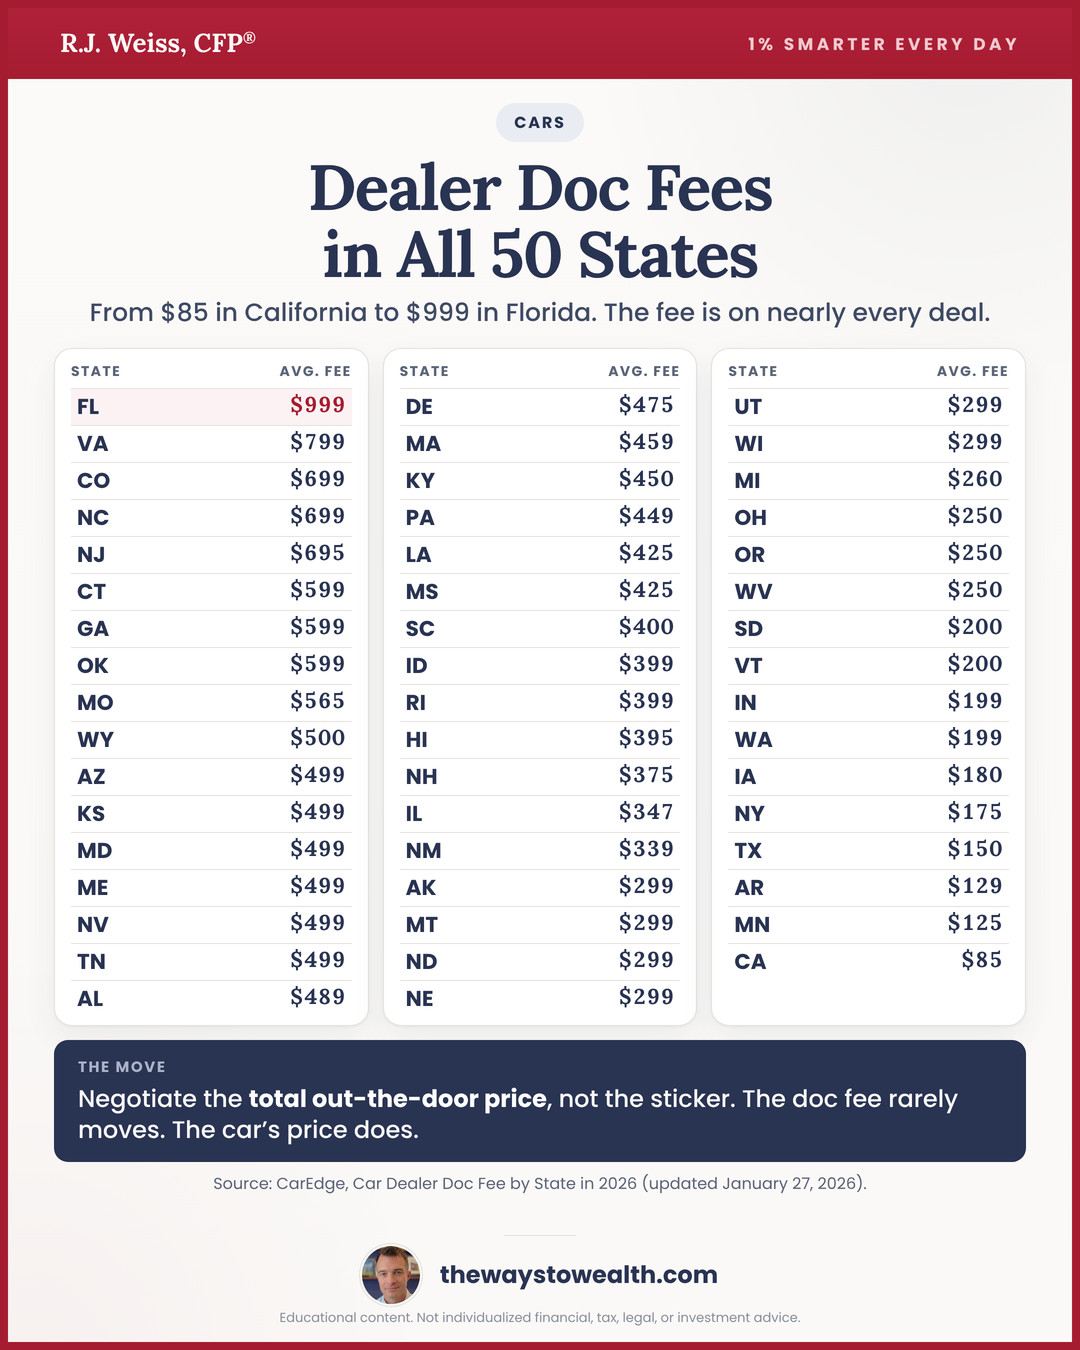 R.J. Weiss, CFP®
1% SMARTER EVERY DAY
CARS
Dealer Doc Fees
in All 50 States
From $85 in California to $999 in Florida. The fee is on nearly every deal.
STATE AVG. FEE
FL $999
VA $799
CO $699
NC $699
NJ $695
CT $599
GA $599
OK $599
MO $565
WY $500
AZ $499
KS $499
MD $499
ME $499
NV $499
TN $499
AL $489
STATE AVG. FEE
DE $475
MA $459
KY $450
PA $449
LA $425
MS $425
SC $400
ID $399
RI $399
HI $395
NH $375
IL $347
NM $339
AK $299
MT $299
ND $299
NE $299
STATE AVG. FEE
UT $299
WI $299
MI $260
OH $250
OR $250
WV $250
SD $200
VT $200
IN $199
WA $199
IA $180
NY $175
TX $150
AR $129
MN $125
CA $85
THE MOVE
Negotiate the total out-the-door price, not the sticker. The doc fee rarely
moves. The car’s price does.
Source: CarEdge, Car Dealer Doc Fee by State in 2026 (updated January 27, 2026).
thewaystowealth.com
Educational content. Not individualized financial, tax, legal, or investment advice.